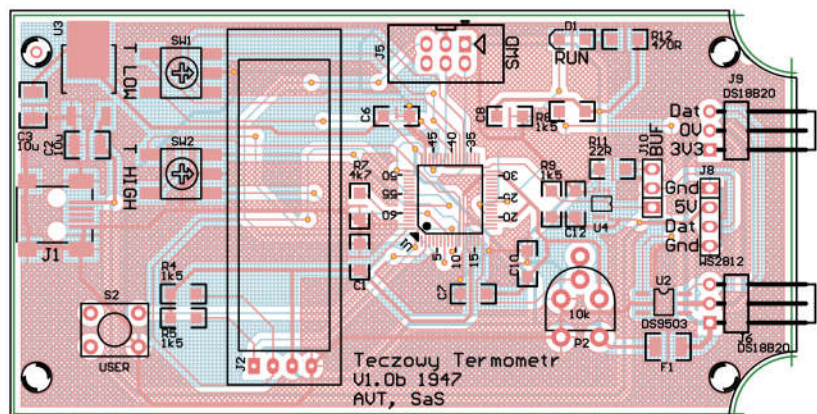 U3
T LOW
SW1
J5
SWD
D1
RUN
R12
470R
J9
DS18B20
Dat
0V
3V3
C3
10u
C2
10u
C6
C8
R8
1k5
-45
-40
-35
SW2
T HIGH
R7
4k7
50
55
60
30
25
20
R9
1k5
R11
22R
J10
BUF
J8
Gnd
5V
Dat
Gnd
WS2812
C12
U4
J1
5-
10
15-
C10
C1
C7
R4
1k5
R5
1k5
S2
USER
J2
10k
P2
U2
DS9503
F1
J6
DS18B20
Teczowy Termometr
V1.0b 1947
AVT, SaS